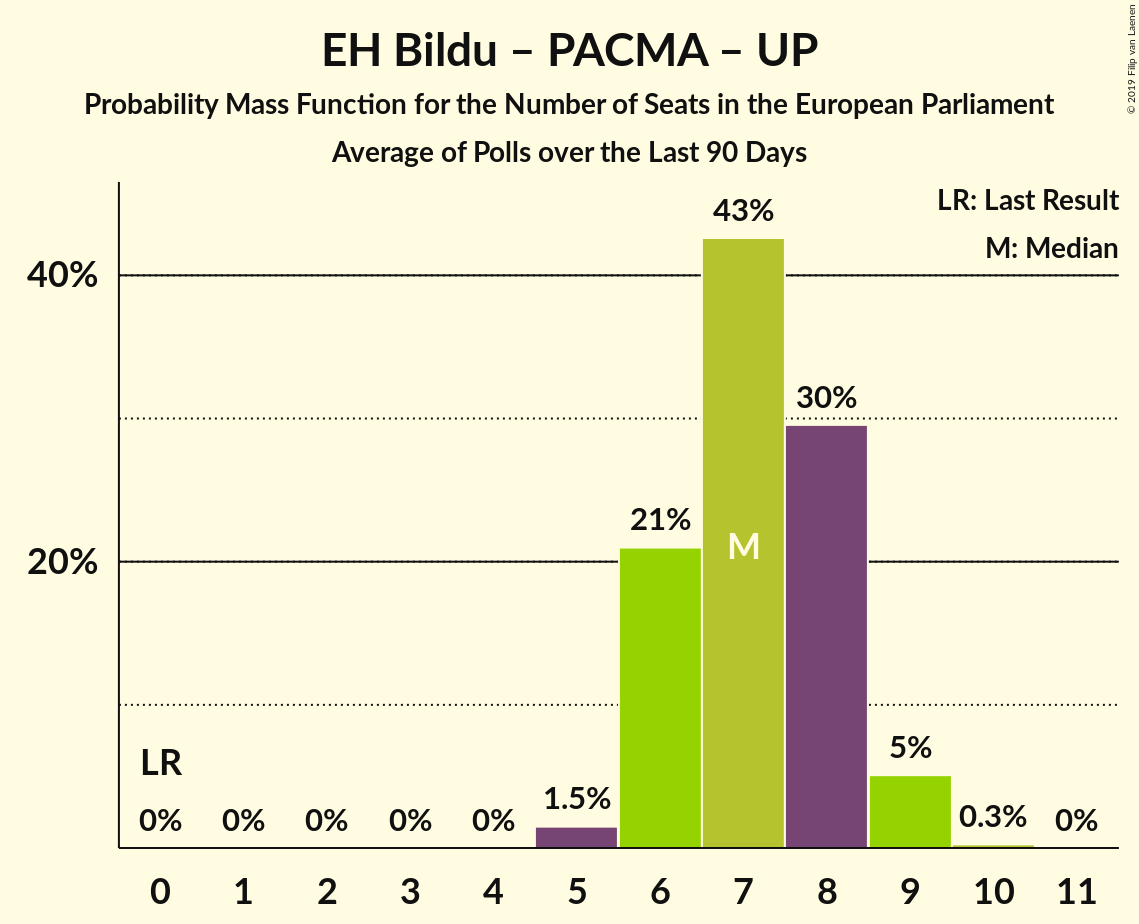 EH Bildu – PACMA – UP
Probability Mass Function for the Number of Seats in the European Parliament
Average of Polls over the Last 90 Days
© 2019 Filip van Laenen
LR: Last Result
M: Median
40%
20%
43%
30%
21%
M
5%
1.5%
0.3%
LR
0%
0%
0%
0%
0%
0%
0 1 2 3 4 5 6 7 8 9 10 11